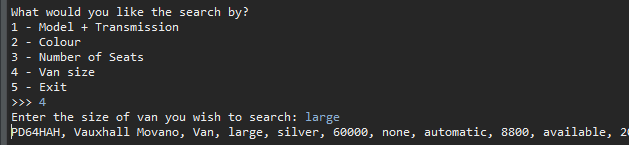 What would you like the search by?
1 - Model + Transmission
2 - Colour
3 - Number of Seats
4 - Van size
5 - Exit
>>> 4
Enter the size of van you wish to search: large
PD64HAH, Vauxhall Movano, Van, large, silver, 60000, none, automatic, 8800, available,